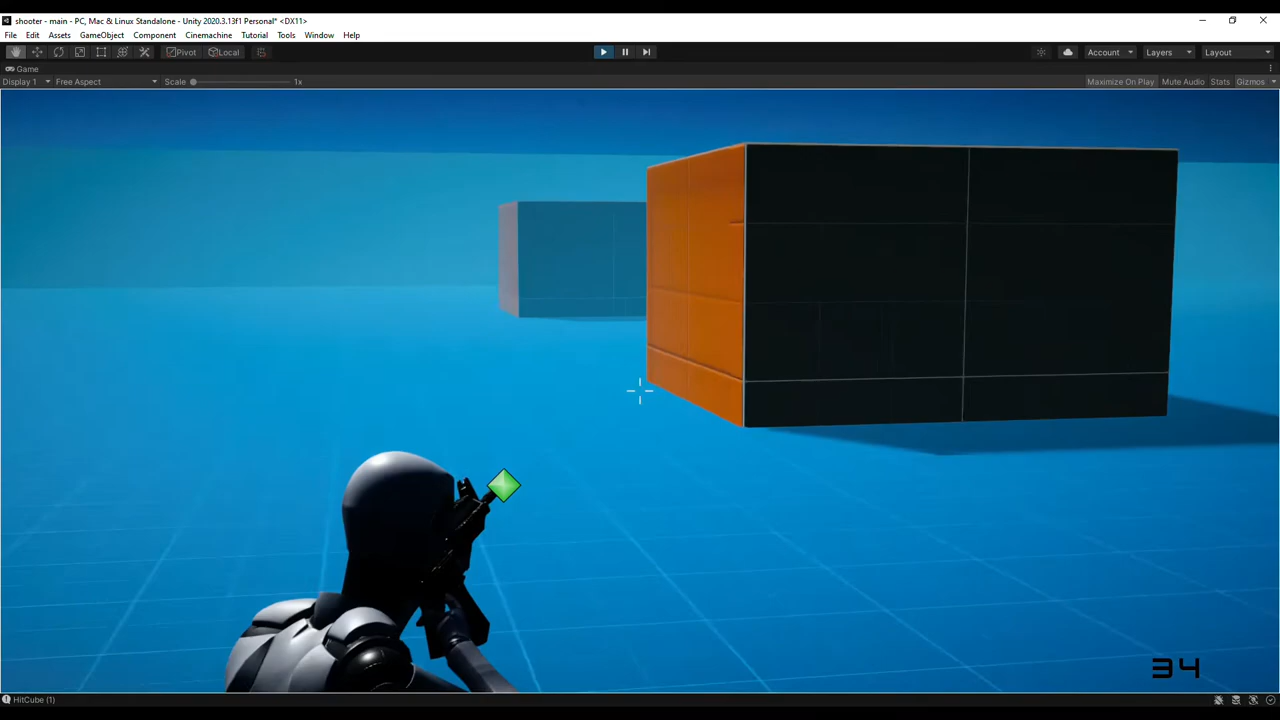 shooter - main - PC, Mac & Linux Standalone - Unity 2020.3.13f1 Personal* <DX11>
File Edit Assets GameObject Component Cinemachine Tutorial Tools Window Help
Pivot Local Account Layers Layout
Game
Display 1 Free Aspect Scale 1x Maximize On Play Mute Audio Stats Gizmos
34
HitCube (1)